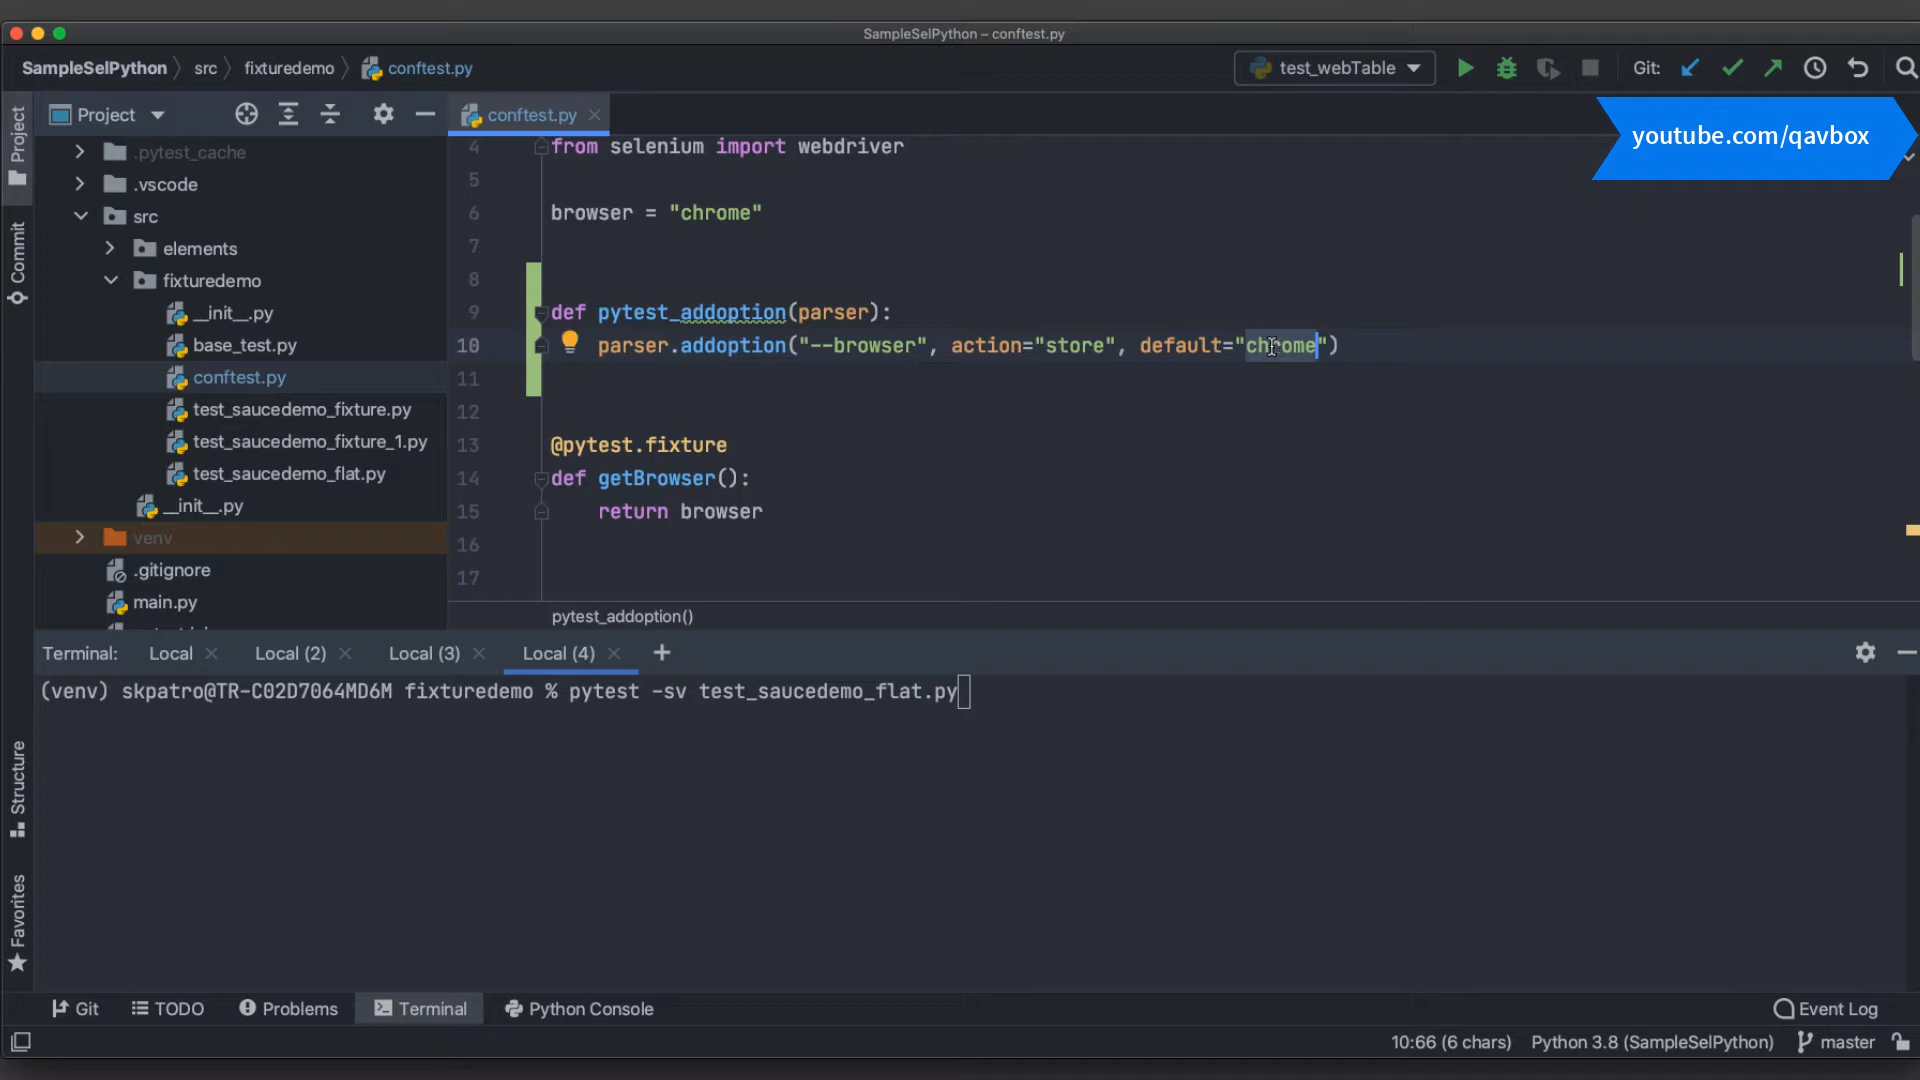 SampleSelPython – conftest.py
SampleSelPython src fixturedemo conftest.py
test_webTable Git:
youtube.com/qavbox
Project
Commit
Structure
Favorites
Project
conftest.py
.pytest_cache
.vscode
src
elements
fixturedemo
__init__.py
base_test.py
conftest.py
test_saucedemo_fixture.py
test_saucedemo_fixture_1.py
test_saucedemo_flat.py
__init__.py
venv
.gitignore
main.py
4 from selenium import webdriver
5
6 browser = "chrome"
7
8
9 def pytest_addoption(parser):
10 parser.addoption("--browser", action="store", default="chrome")
11
12
13 @pytest.fixture
14 def getBrowser():
15 return browser
16
17
pytest_addoption()
Terminal: Local Local (2) Local (3) Local (4)
(venv) skpatro@TR-C02D7064MD6M fixturedemo % pytest -sv test_saucedemo_flat.py
Git TODO Problems Terminal Python Console Event Log
10:66 (6 chars) Python 3.8 (SampleSelPython) master